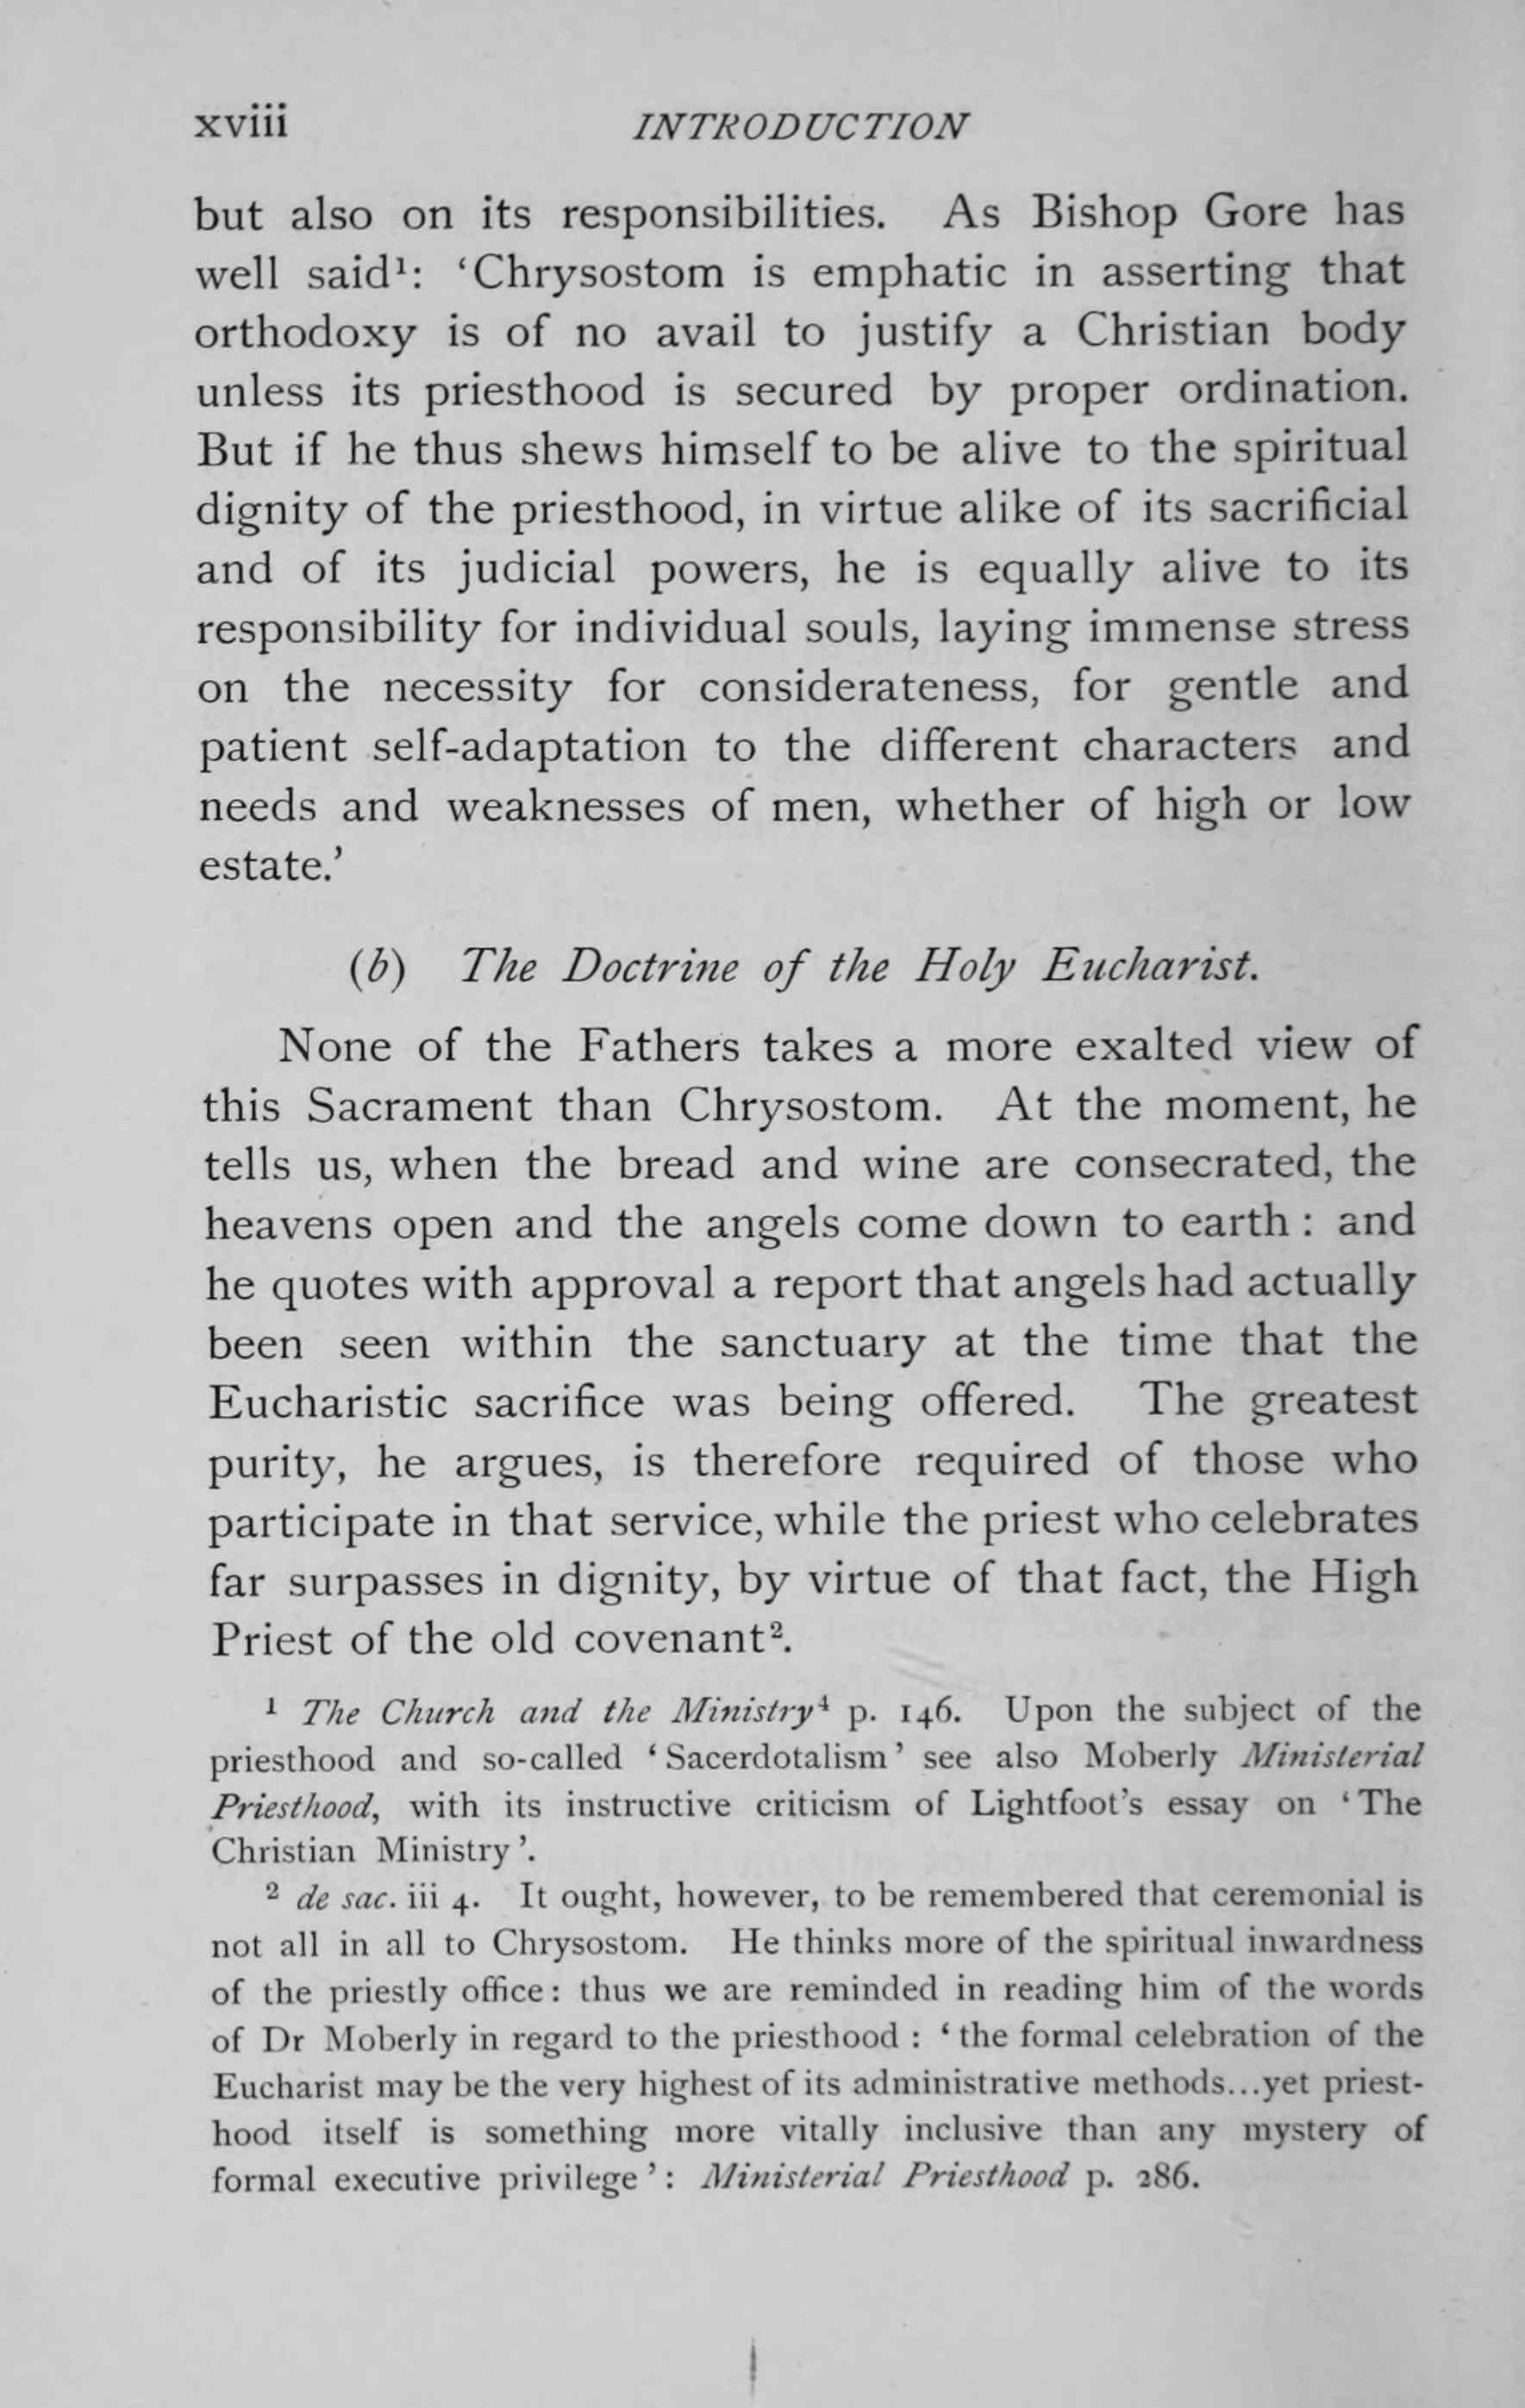 xviii INTRODUCTION
but also on its responsibilities. As Bishop Gore has
well said¹: ‘Chrysostom is emphatic in asserting that
orthodoxy is of no avail to justify a Christian body
unless its priesthood is secured by proper ordination.
But if he thus shews himself to be alive to the spiritual
dignity of the priesthood, in virtue alike of its sacrificial
and of its judicial powers, he is equally alive to its
responsibility for individual souls, laying immense stress
on the necessity for considerateness, for gentle and
patient self-adaptation to the different characters and
needs and weaknesses of men, whether of high or low
estate.’
(b) The Doctrine of the Holy Eucharist.
None of the Fathers takes a more exalted view of
this Sacrament than Chrysostom. At the moment, he
tells us, when the bread and wine are consecrated, the
heavens open and the angels come down to earth : and
he quotes with approval a report that angels had actually
been seen within the sanctuary at the time that the
Eucharistic sacrifice was being offered. The greatest
purity, he argues, is therefore required of those who
participate in that service, while the priest who celebrates
far surpasses in dignity, by virtue of that fact, the High
Priest of the old covenant².
¹ The Church and the Ministry⁴ p. 146. Upon the subject of the
priesthood and so-called ‘Sacerdotalism’ see also Moberly Ministerial
Priesthood, with its instructive criticism of Lightfoot’s essay on ‘The
Christian Ministry’.
² de sac. iii 4. It ought, however, to be remembered that ceremonial is
not all in all to Chrysostom. He thinks more of the spiritual inwardness
of the priestly office : thus we are reminded in reading him of the words
of Dr Moberly in regard to the priesthood : ‘the formal celebration of the
Eucharist may be the very highest of its administrative methods...yet priest-
hood itself is something more vitally inclusive than any mystery of
formal executive privilege’ : Ministerial Priesthood p. 286.